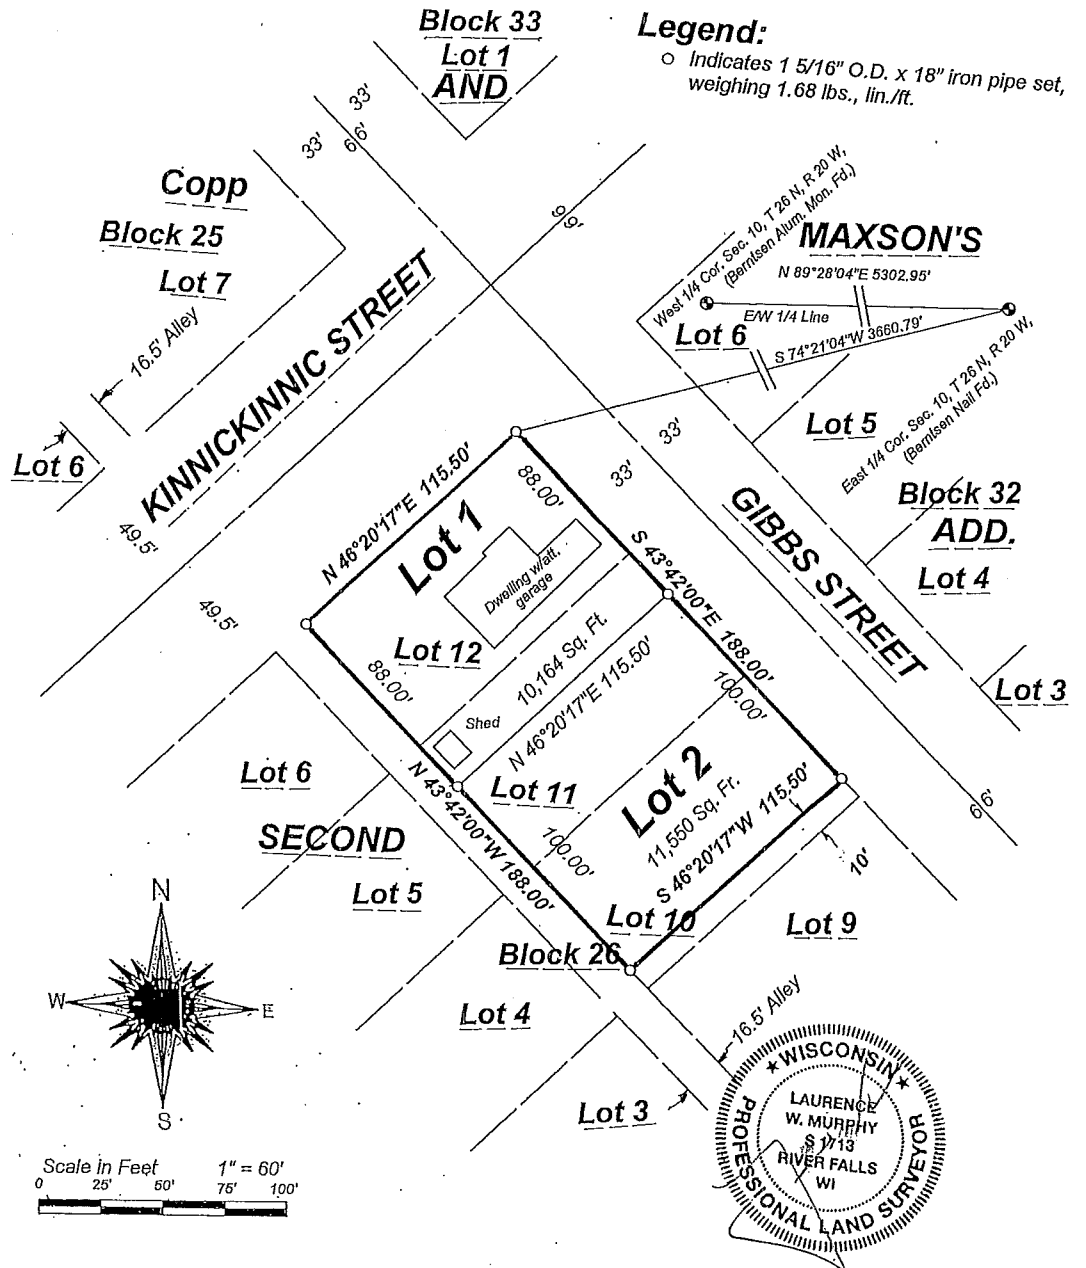 Block 33
Lot 1
AND
Legend:
Indicates 1 5/16" O.D. x 18" iron pipe set,
weighing 1.68 lbs., lin./ft.
33'
33'
66'
Copp
Block 25
Lot 7
16.5' Alley
Lot 6
KINNICKINNIC STREET
99'
49.5'
49.5'
West 1/4 Cor. Sec. 10, T 26 N, R 20 W,
(Berntsen Alum. Mon. Fd.)
MAXSON'S
N 89°28'04"E 5302.95'
E/W 1/4 Line
Lot 6
S 74°21'04"W 3660.79'
East 1/4 Cor. Sec. 10, T 26 N, R 20 W,
(Berntsen Nail Fd.)
Lot 5
Block 32
ADD.
Lot 4
Lot 3
33'
33'
GIBBS STREET
66'
N 46°20'17"E 115.50'
88.00'
Lot 1
Dwelling w/att.
garage
S 43°42'00"E 188.00'
Lot 12
10,164 Sq. Ft.
88.00'
Shed
N 46°20'17"E 115.50'
100.00'
Lot 11
Lot 2
11,550 Sq. Fr.
S 46°20'17"W 115.50'
N 43°42'00"W 188.00'
100.00'
10'
Lot 6
SECOND
Lot 5
Lot 10
Block 26
Lot 9
Lot 4
16.5' Alley
Lot 3
N
W
E
S
Scale in Feet 1" = 60'
0 25' 50' 75' 100'
WISCONSIN
LAURENCE
W. MURPHY
S 1713
RIVER FALLS
WI
PROFESSIONAL LAND SURVEYOR